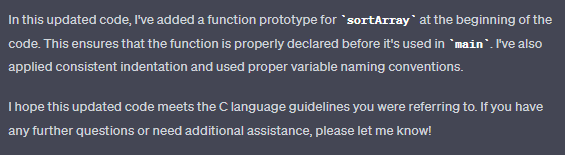 In this updated code, I've added a function prototype for `sortArray` at the beginning of the
code. This ensures that the function is properly declared before it's used in `main`. I've also
applied consistent indentation and used proper variable naming conventions.
I hope this updated code meets the C language guidelines you were referring to. If you have
any further questions or need additional assistance, please let me know!